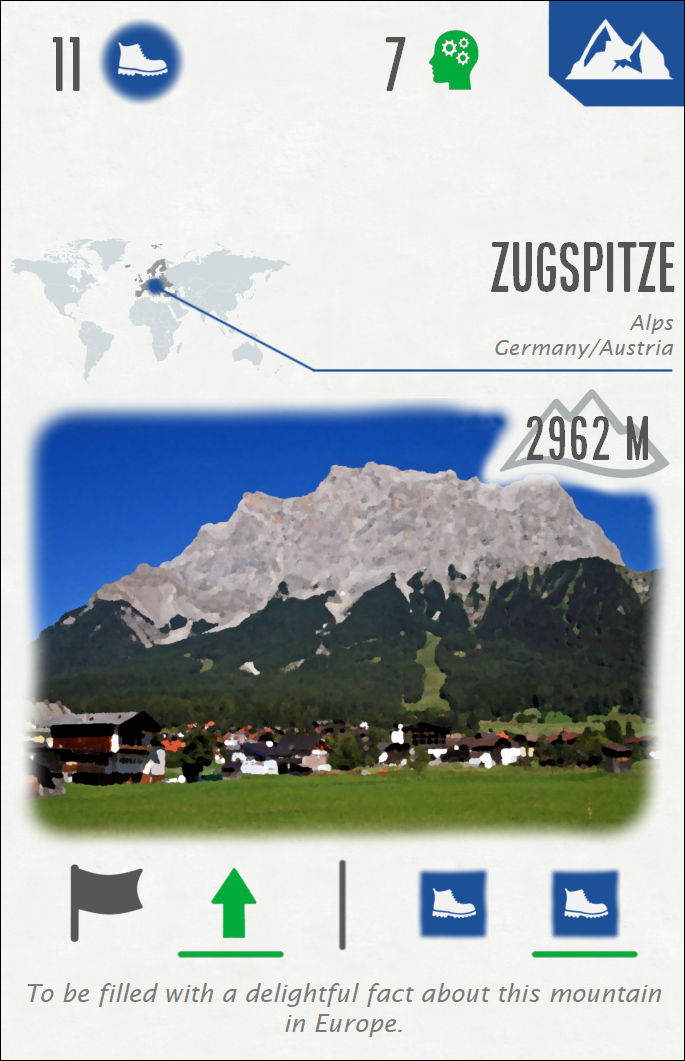 11
7
ZUGSPITZE
Alps
Germany/Austria
2962 M
To be filled with a delightful fact about this mountain
in Europe.